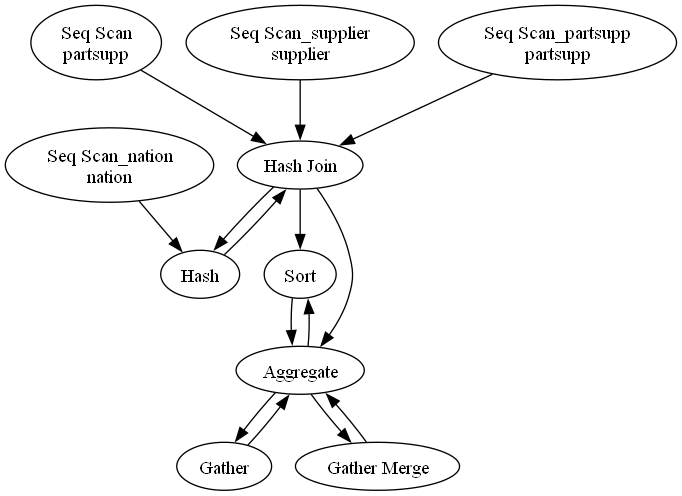 Seq Scan
partsupp
Seq Scan_supplier
supplier
Seq Scan_partsupp
partsupp
Seq Scan_nation
nation
Hash Join
Hash
Sort
Aggregate
Gather
Gather Merge